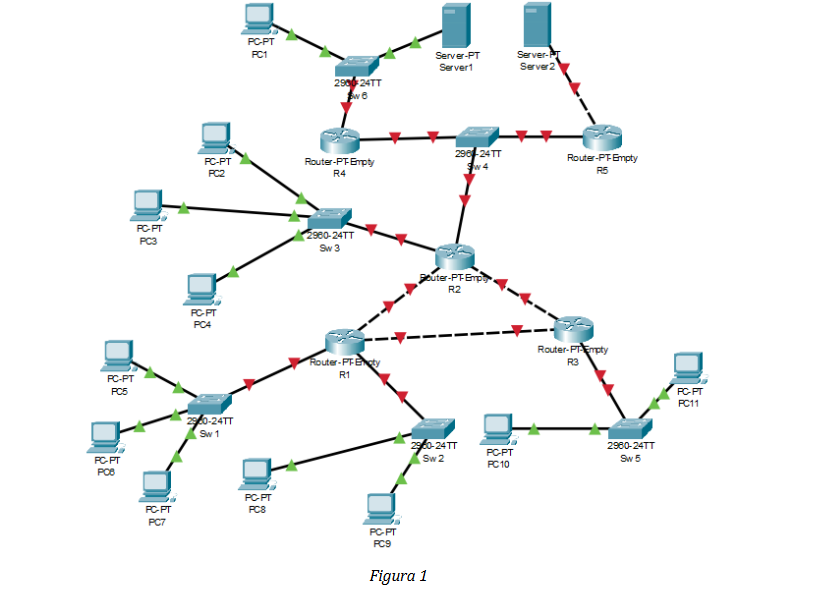 PC-PT
PC1
Server-PT
Server1
Server-PT
Server2
2960-24TT
Sw 6
Router-PT-Empty
R4
2960-24TT
Sw 4
Router-PT-Empty
R5
PC-PT
PC2
PC-PT
PC3
2960-24TT
Sw 3
PC-PT
PC4
Router-PT-Empty
R2
Router-PT-Empty
R1
Router-PT-Empty
R3
PC-PT
PC5
2960-24TT
Sw 1
PC-PT
PC6
PC-PT
PC7
2960-24TT
Sw 2
PC-PT
PC8
PC-PT
PC9
PC-PT
PC10
2960-24TT
Sw 5
PC-PT
PC11
Figura 1